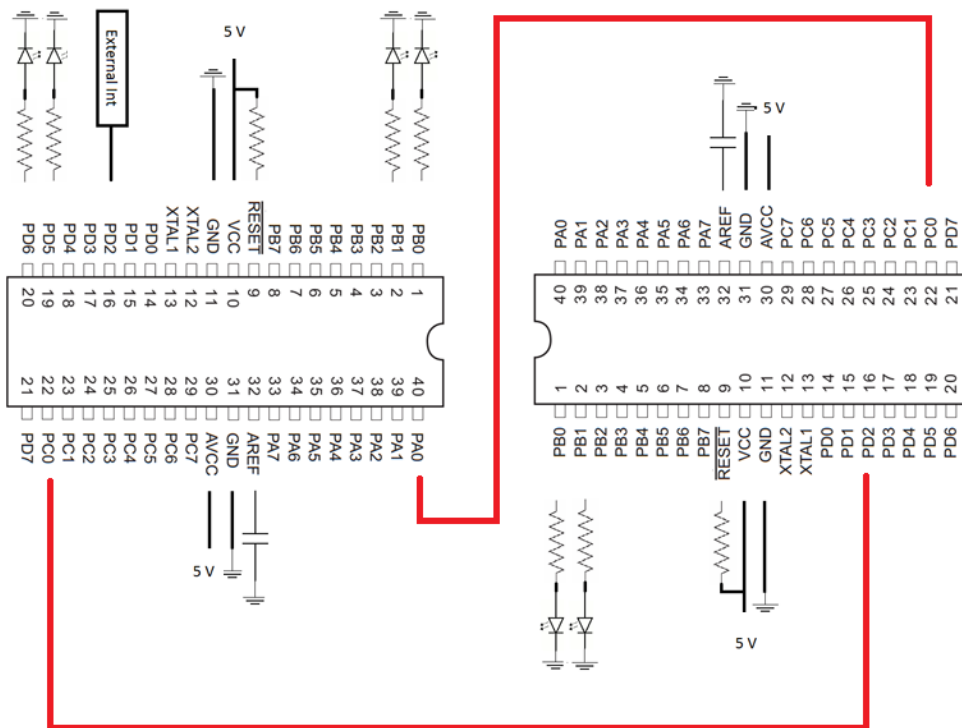 5 V
External Int
PD6 PD5 PD4 PD3 PD2 PD1 PD0 XTAL1 XTAL2 GND VCC RESET PB7 PB6 PB5 PB4 PB3 PB2 PB1 PB0
20 19 18 17 16 15 14 13 12 11 10 9 8 7 6 5 4 3 2 1
21 22 23 24 25 26 27 28 29 30 31 32 33 34 35 36 37 38 39 40
PD7 PC0 PC1 PC2 PC3 PC4 PC5 PC6 PC7 AVCC GND AREF PA7 PA6 PA5 PA4 PA3 PA2 PA1 PA0
5 V
5 V
PA0 PA1 PA2 PA3 PA4 PA5 PA6 PA7 AREF GND AVCC PC7 PC6 PC5 PC4 PC3 PC2 PC1 PC0 PD7
40 39 38 37 36 35 34 33 32 31 30 29 28 27 26 25 24 23 22 21
1 2 3 4 5 6 7 8 9 10 11 12 13 14 15 16 17 18 19 20
PB0 PB1 PB2 PB3 PB4 PB5 PB6 PB7 RESET VCC GND XTAL2 XTAL1 PD0 PD1 PD2 PD3 PD4 PD5 PD6
5 V